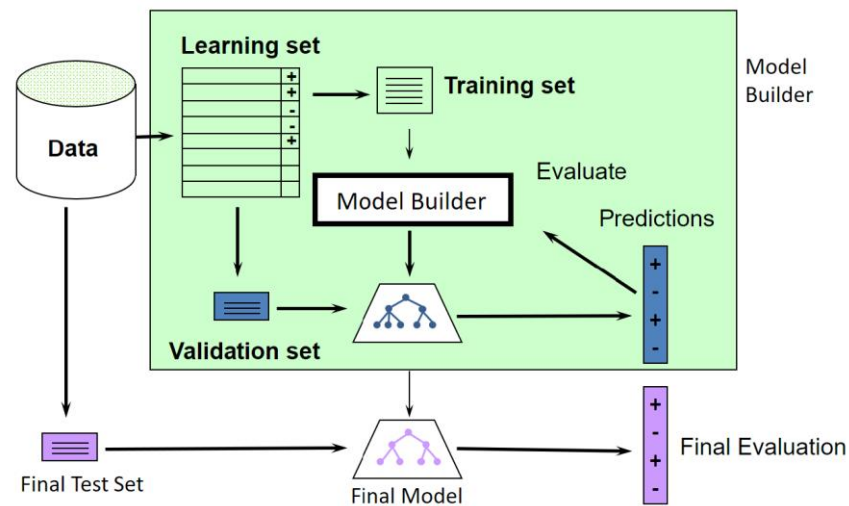 Learning set
+
+
-
-
+
Training set
Model
Builder
Data
Model Builder
Evaluate
Predictions
+
-
+
-
Validation set
+
-
+
-
Final Evaluation
Final Test Set
Final Model